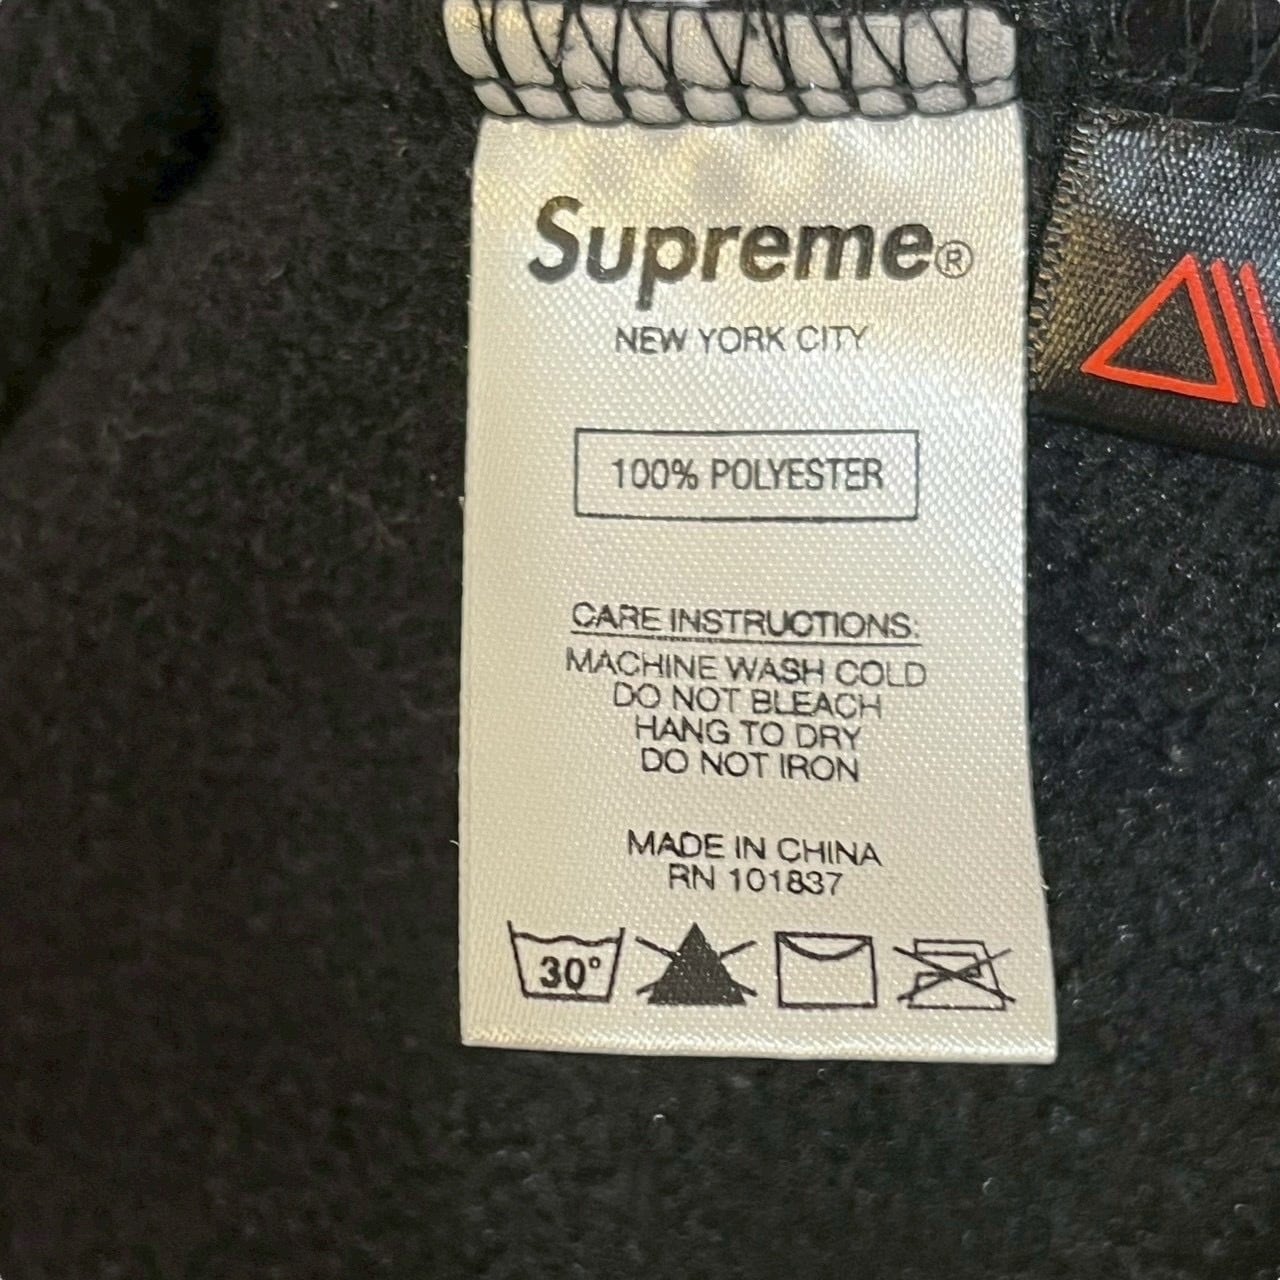 Supreme®
NEW YORK CITY
100% POLYESTER
CARE INSTRUCTIONS:
MACHINE WASH COLD
DO NOT BLEACH
HANG TO DRY
DO NOT IRON
MADE IN CHINA
RN 101837
30°